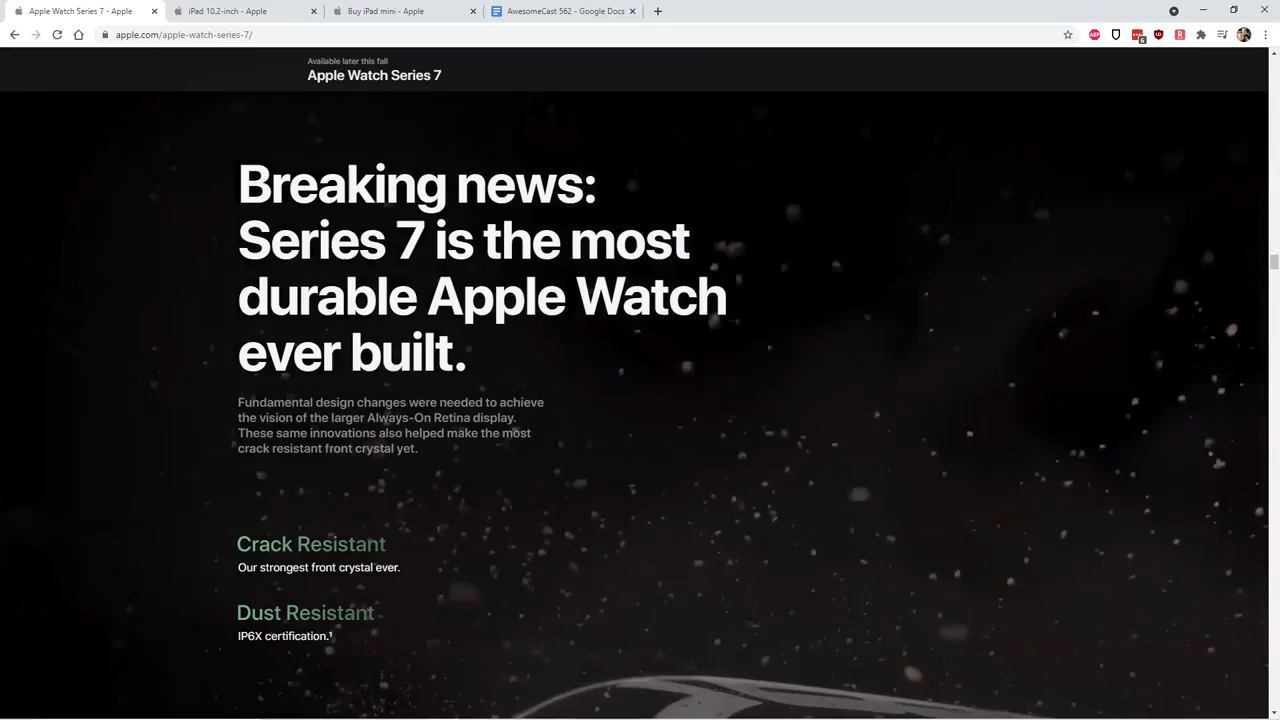 Apple Watch Series 7 - Apple
iPad 10.2-inch - Apple
Buy iPad mini - Apple
AwesomeCast 562 - Google Docs
apple.com/apple-watch-series-7/
Available later this fall
Apple Watch Series 7
Breaking news:
Series 7 is the most
durable Apple Watch
ever built.
Fundamental design changes were needed to achieve
the vision of the larger Always-On Retina display.
These same innovations also helped make the most
crack resistant front crystal yet.
Crack Resistant
Our strongest front crystal ever.
Dust Resistant
IP6X certification.¹